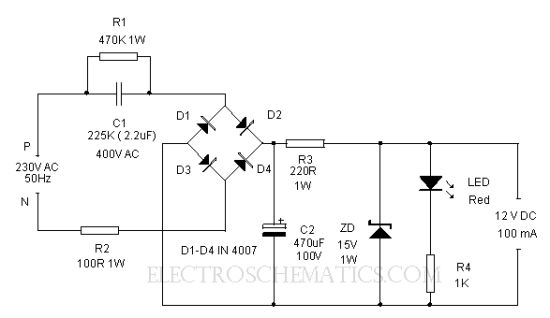 R1
470K 1W
C1
225K ( 2.2uF)
400V AC
D1
D2
D3
D4
P
230V AC
50Hz
N
R2
100R 1W
D1-D4 IN 4007
R3
220R
1W
+
C2
470uF
100V
ZD
15V
1W
LED
Red
R4
1K
12 V DC
100 mA
ELECTROSCHEMATICS.COM